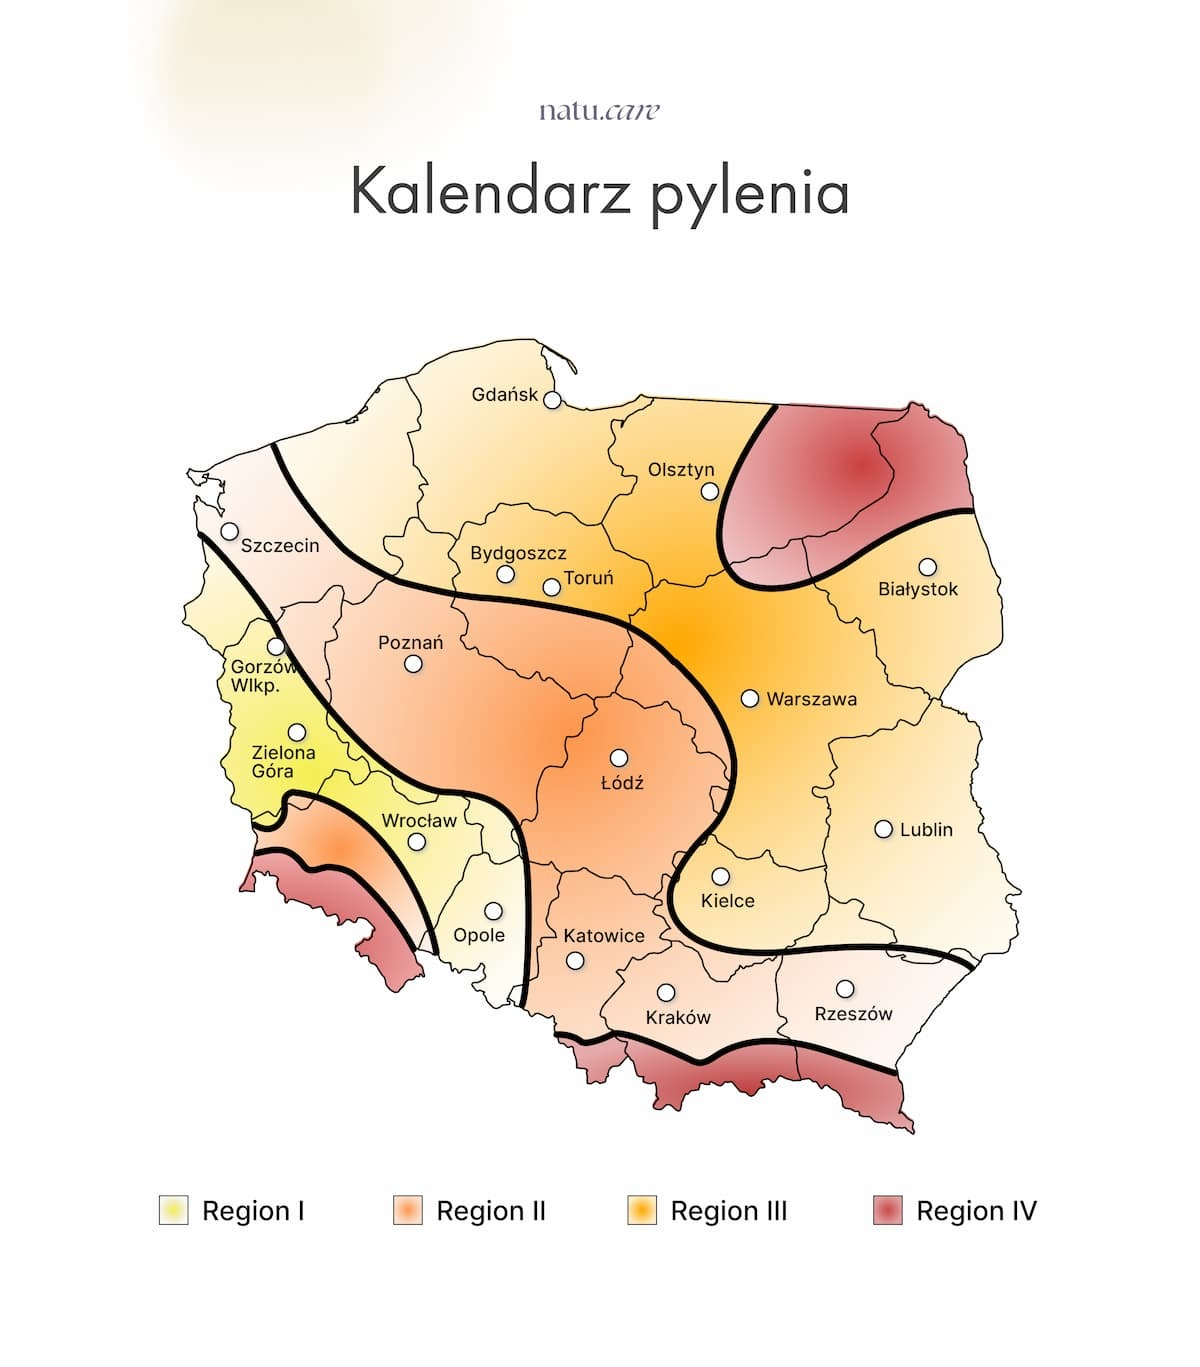 natu.care
Kalendarz pylenia
Gdańsk
Olsztyn
Szczecin
Bydgoszcz
Toruń
Białystok
Poznań
Gorzów
Wlkp.
Warszawa
Zielona
Góra
Łódź
Wrocław
Lublin
Kielce
Opole
Katowice
Kraków
Rzeszów
Region I
Region II
Region III
Region IV